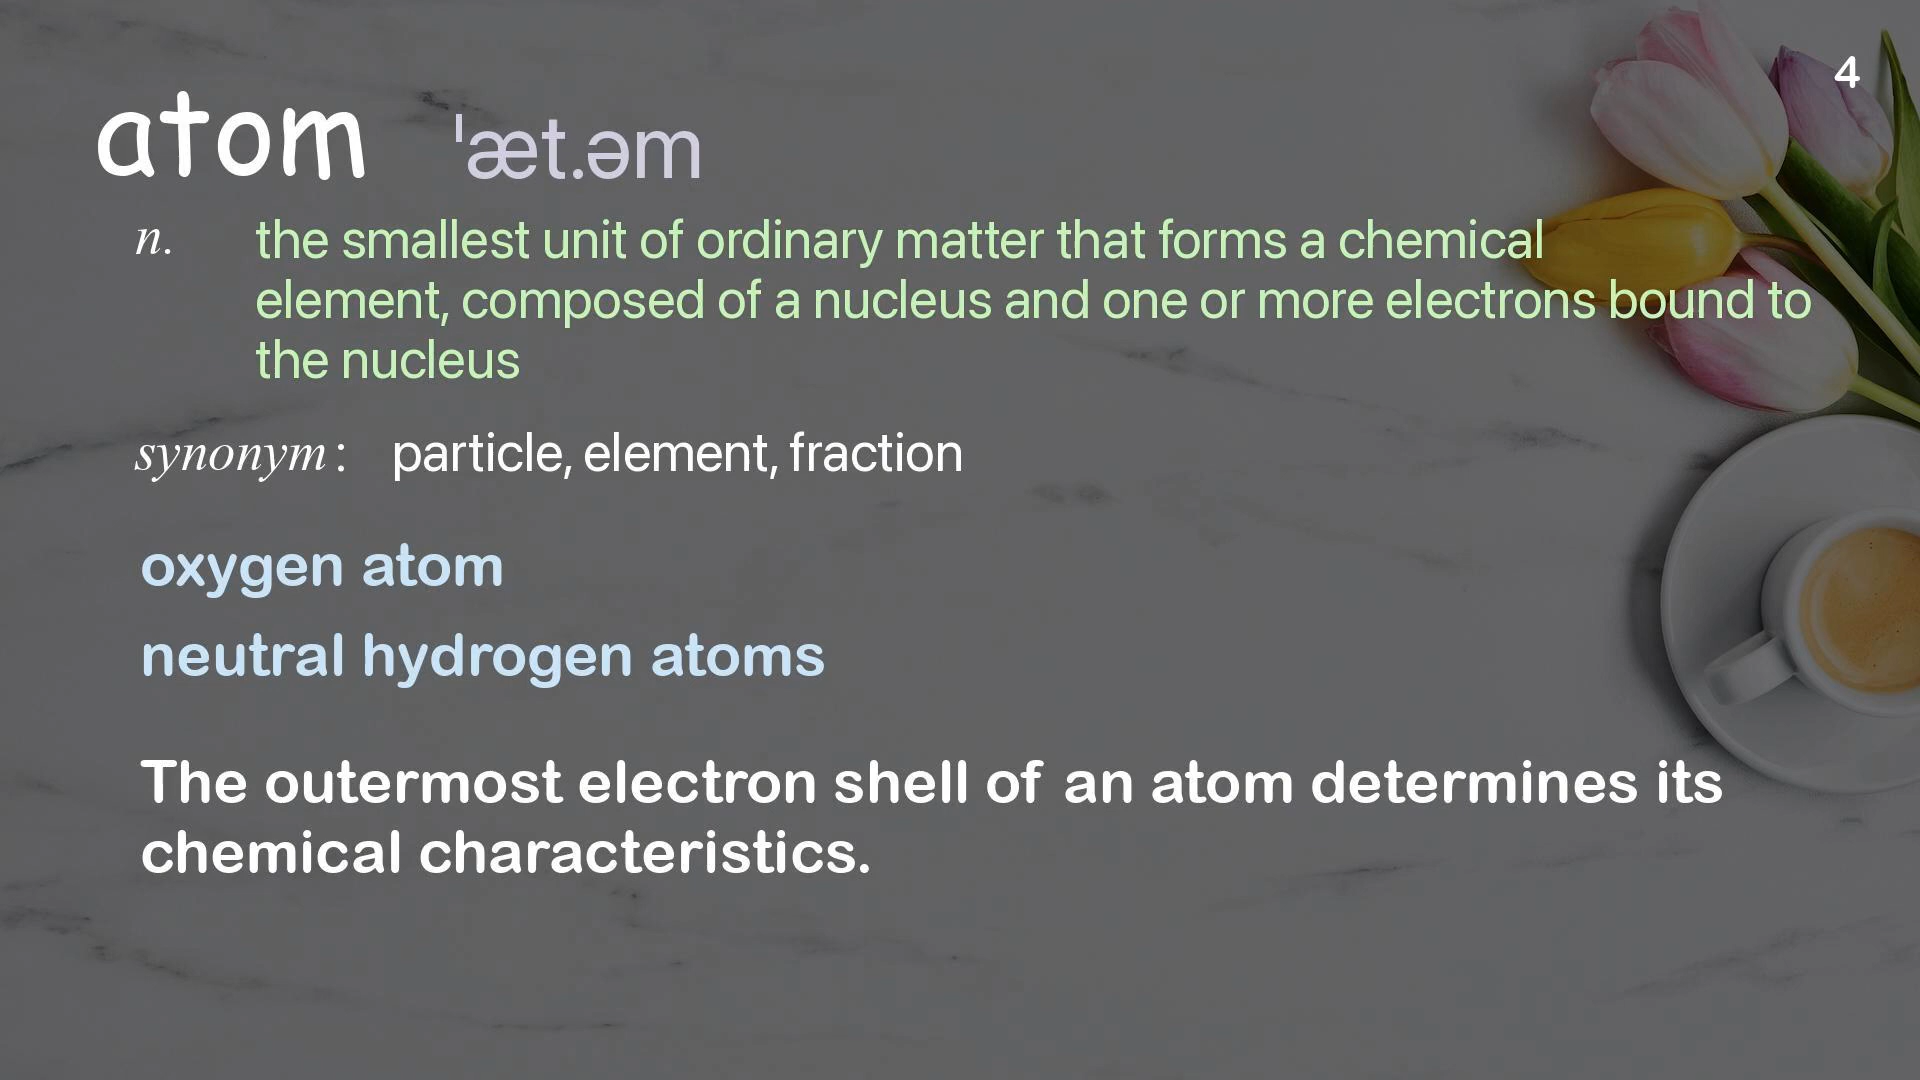 4
atom ˈæt.əm
n. the smallest unit of ordinary matter that forms a chemical
element, composed of a nucleus and one or more electrons bound to
the nucleus
synonym: particle, element, fraction
oxygen atom
neutral hydrogen atoms
The outermost electron shell of an atom determines its
chemical characteristics.